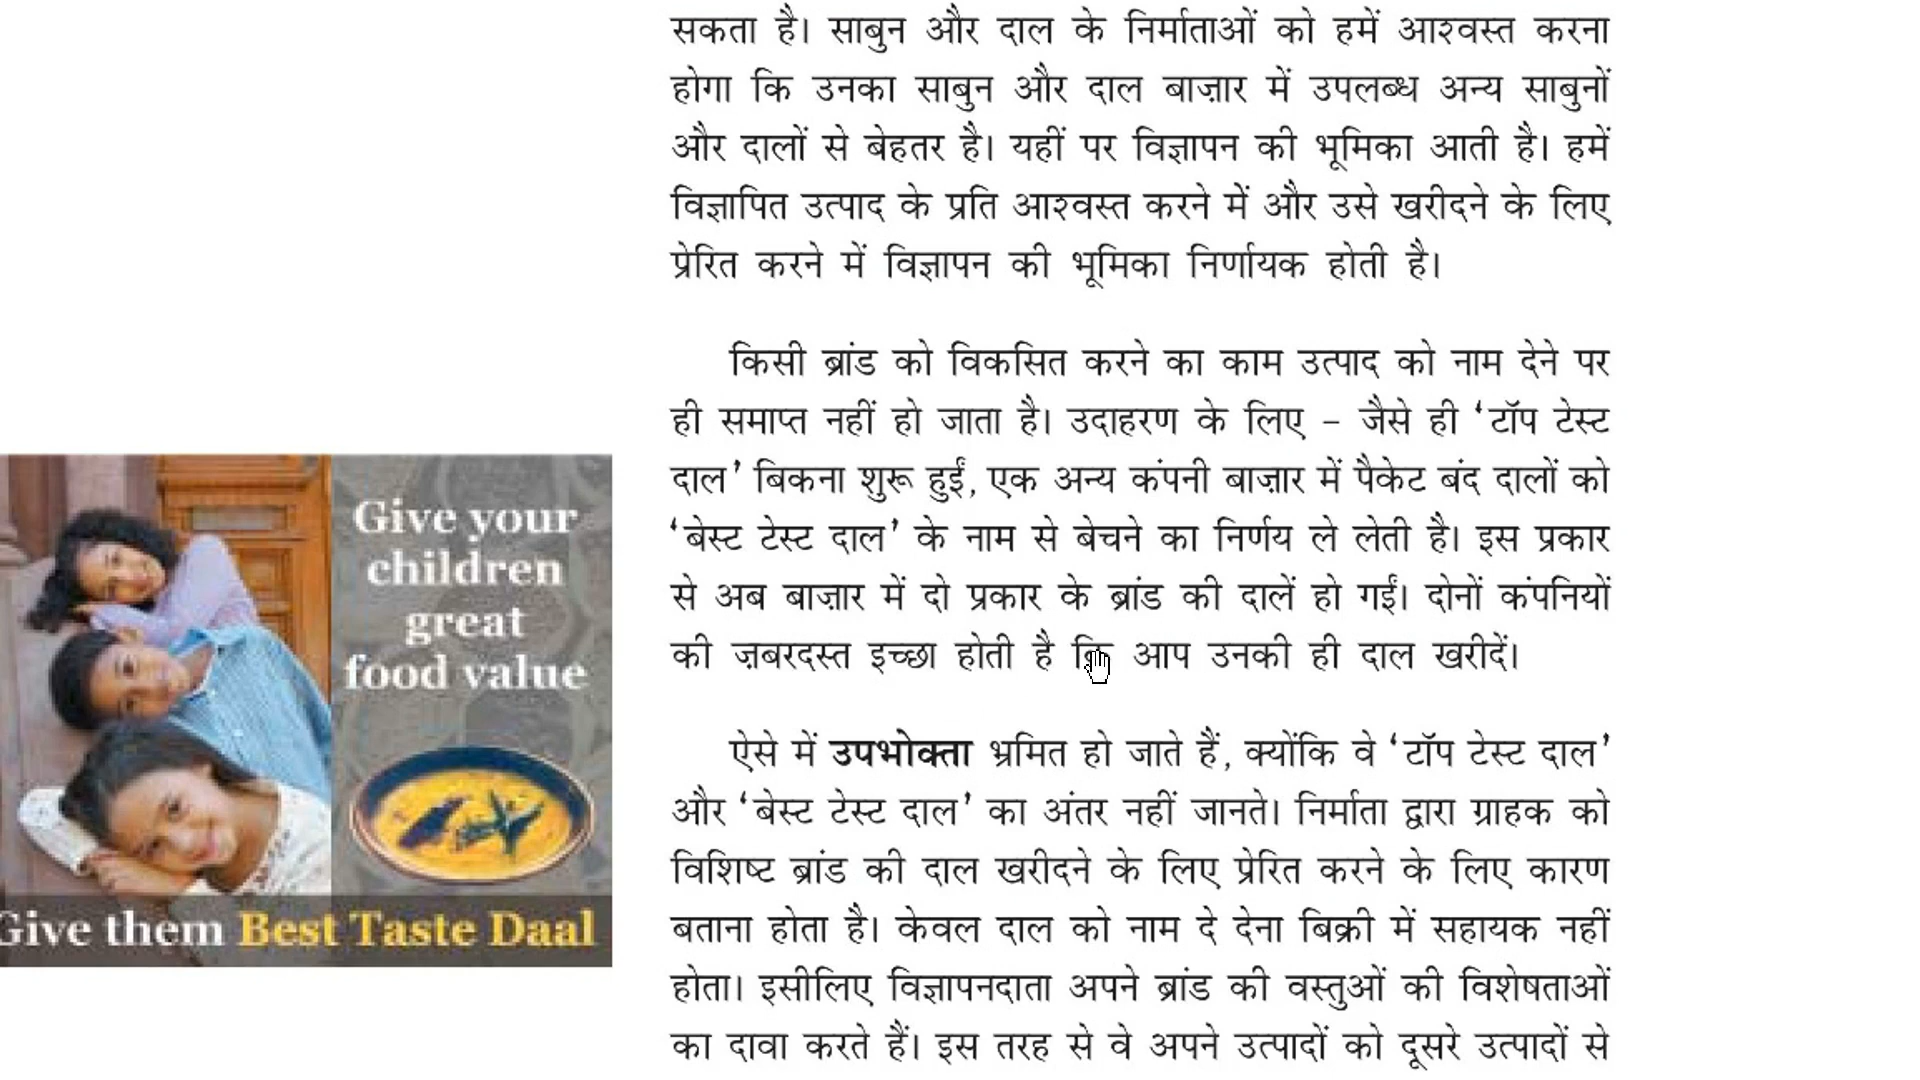 सकता है। साबुन और दाल के निर्माताओं को हमें आश्वस्त करना
होगा कि उनका साबुन और दाल बाज़ार में उपलब्ध अन्य साबुनों
और दालों से बेहतर है। यहीं पर विज्ञापन की भूमिका आती है। हमें
विज्ञापित उत्पाद के प्रति आश्वस्त करने में और उसे खरीदने के लिए
प्रेरित करने में विज्ञापन की भूमिका निर्णायक होती है।
किसी ब्रांड को विकसित करने का काम उत्पाद को नाम देने पर
ही समाप्त नहीं हो जाता है। उदाहरण के लिए – जैसे ही ‘टॉप टेस्ट
दाल’ बिकना शुरू हुईं, एक अन्य कंपनी बाज़ार में पैकेट बंद दालों को
‘बेस्ट टेस्ट दाल’ के नाम से बेचने का निर्णय ले लेती है। इस प्रकार
से अब बाज़ार में दो प्रकार के ब्रांड की दालें हो गईं। दोनों कंपनियों
की ज़बरदस्त इच्छा होती है कि आप उनकी ही दाल खरीदें।
ऐसे में उपभोक्ता भ्रमित हो जाते हैं, क्योंकि वे ‘टॉप टेस्ट दाल’
और ‘बेस्ट टेस्ट दाल’ का अंतर नहीं जानते। निर्माता द्वारा ग्राहक को
विशिष्ट ब्रांड की दाल खरीदने के लिए प्रेरित करने के लिए कारण
बताना होता है। केवल दाल को नाम दे देना बिक्री में सहायक नहीं
होता। इसीलिए विज्ञापनदाता अपने ब्रांड की वस्तुओं की विशेषताओं
का दावा करते हैं। इस तरह से वे अपने उत्पादों को दूसरे उत्पादों से
Give your
children
great
food value
Give them Best Taste Daal